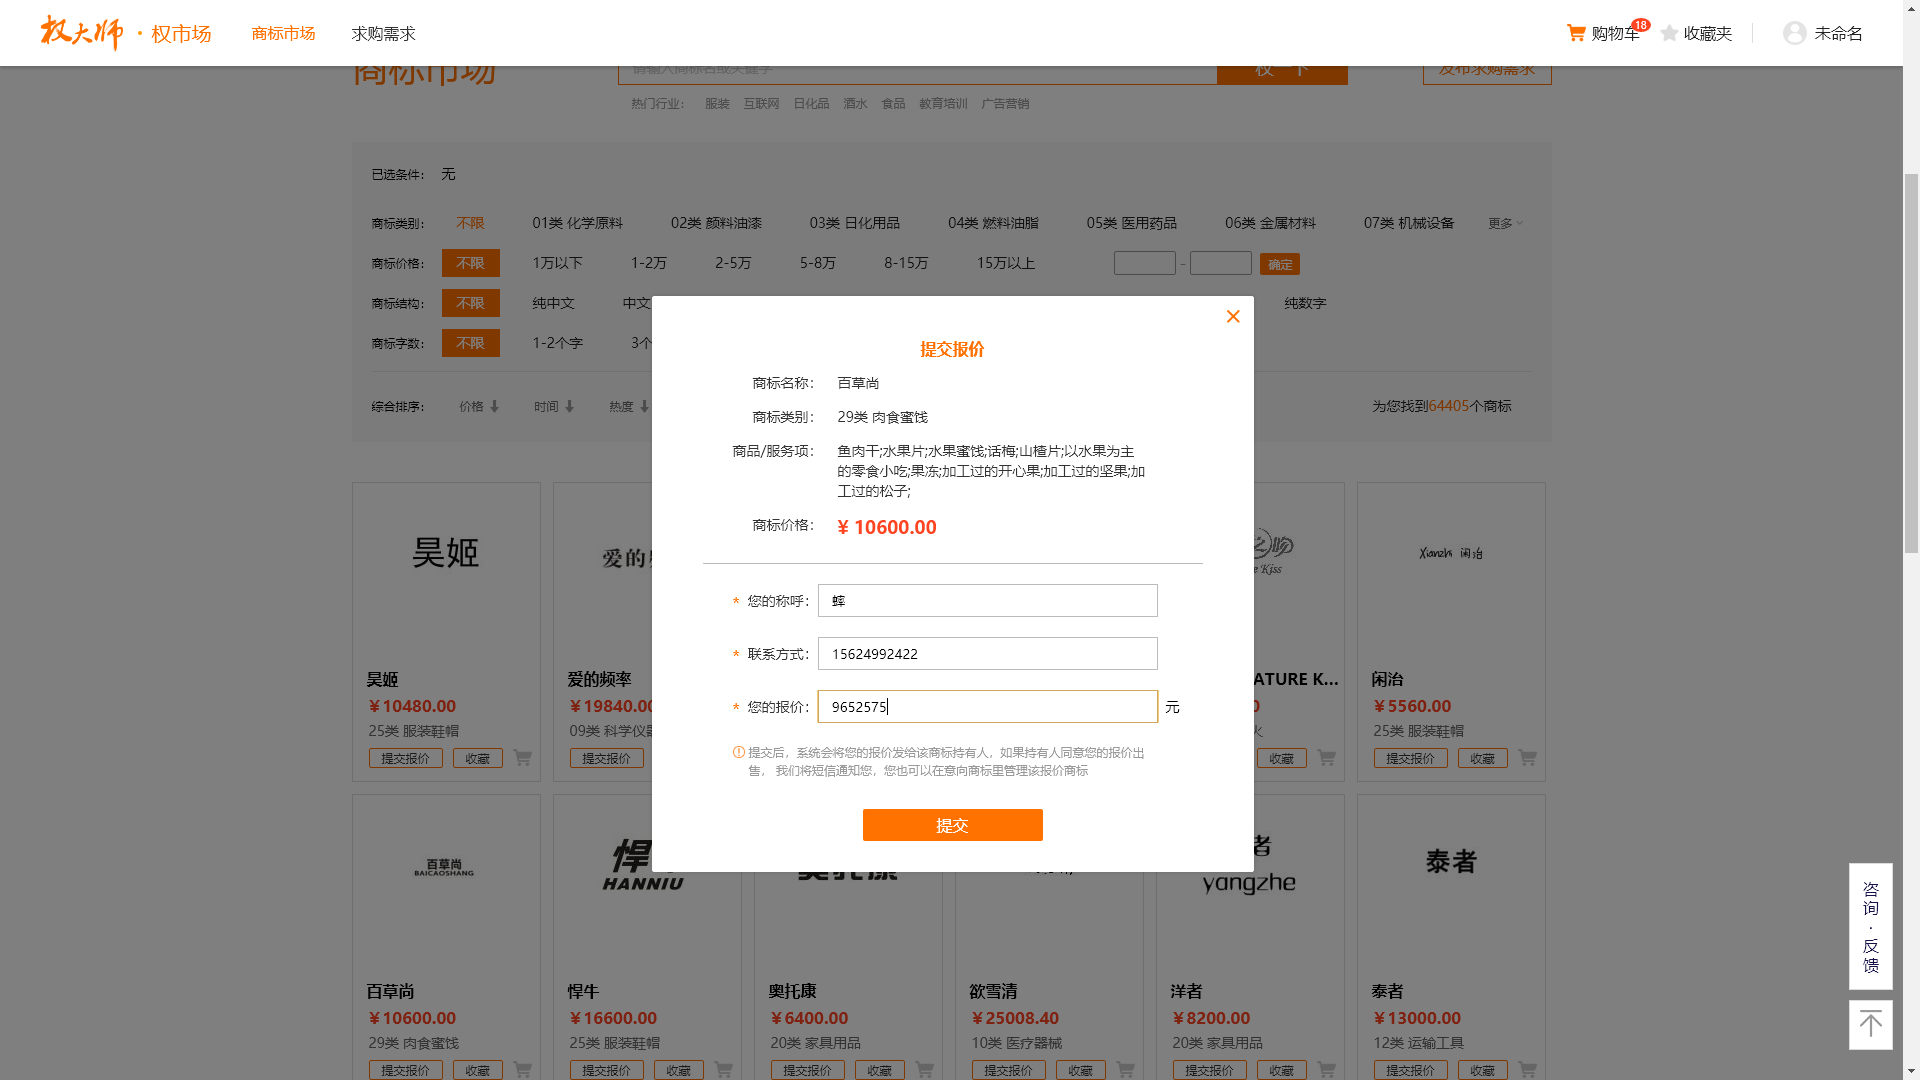 权大师 · 权市场 商标市场 求购需求 购物车 18 收藏夹 未命名
商标市场 请输入商标名或关键字 权一下 发布求购需求
热门行业： 服装 互联网 日化品 酒水 食品 教育培训 广告营销
已选条件： 无
商标类别： 不限 01类 化学原料 02类 颜料油漆 03类 日化用品 04类 燃料油脂 05类 医用药品 06类 金属材料 07类 机械设备 更多
商标价格： 不限 1万以下 1-2万 2-5万 5-8万 8-15万 15万以上 - 确定
商标结构： 不限 纯中文 中文 纯数字
商标字数： 不限 1-2个字 3个
综合排序： 价格 时间 热度 为您找到64405个商标
提交报价
商标名称： 百草尚
商标类别： 29类 肉食蜜饯
商品/服务项： 鱼肉干;水果片;水果蜜饯;话梅;山楂片;以水果为主
的零食小吃;果冻;加工过的开心果;加工过的坚果;加
工过的松子;
商标价格： ¥ 10600.00
* 您的称呼： 蟀
* 联系方式： 15624992422
* 您的报价： 9652575 元
提交后，系统会将您的报价发给该商标持有人，如果持有人同意您的报价出
售， 我们将短信通知您，您也可以在意向商标里管理该报价商标
提交
昊姬 爱的 Kiss Xianzhi 闲治
昊姬 爱的频率 ATURE K... 闲治
¥10480.00 ¥19840.00 0 ¥5560.00
25类 服装鞋帽 09类 科学仪器 火 25类 服装鞋帽
提交报价 收藏 提交报价 收藏 提交报价 收藏
百草尚 BAICAOSHANG 悍 HANNIU 奥托康 者 yangzhe 泰者
百草尚 悍牛 奥托康 欲雪清 洋者 泰者
¥10600.00 ¥16600.00 ¥6400.00 ¥25008.40 ¥8200.00 ¥13000.00
29类 肉食蜜饯 25类 服装鞋帽 20类 家具用品 10类 医疗器械 20类 家具用品 12类 运输工具
提交报价 收藏 提交报价 收藏 提交报价 收藏 提交报价 收藏 提交报价 收藏 提交报价 收藏
咨询·反馈